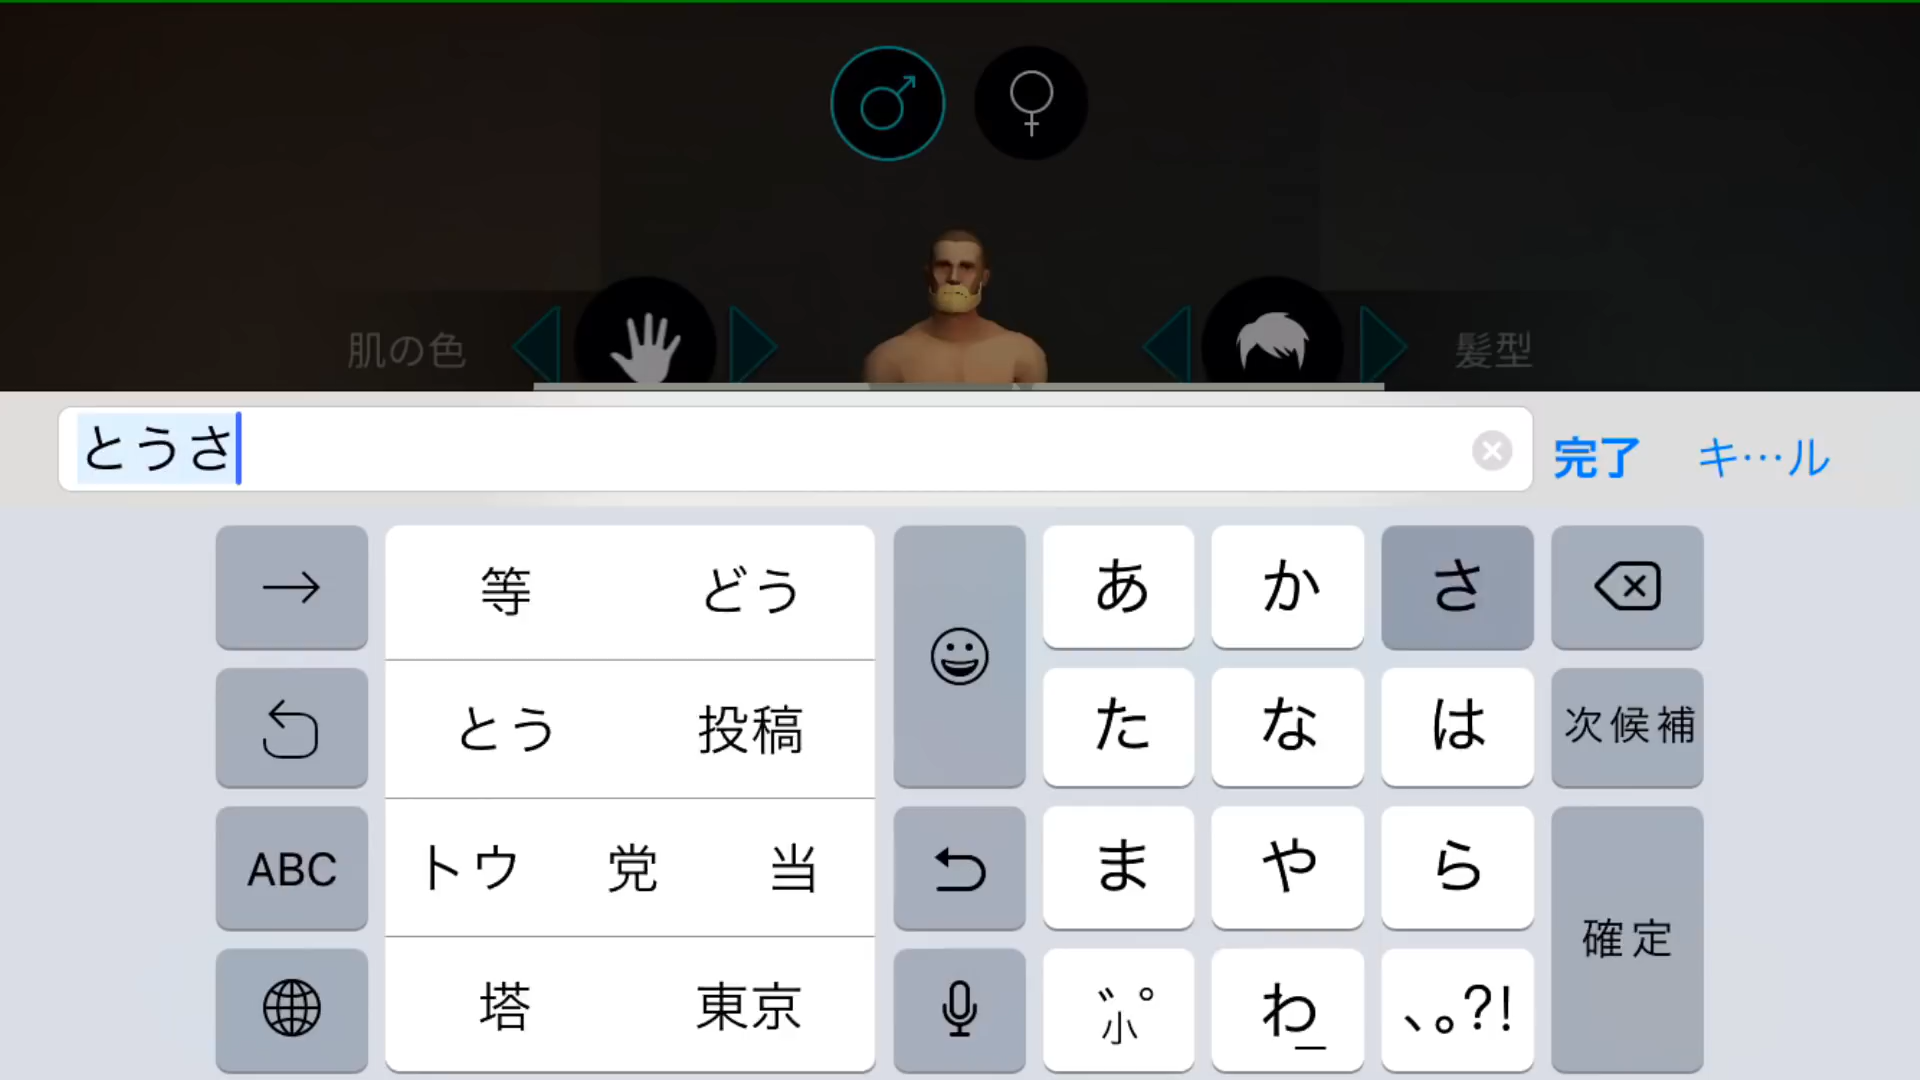 肌の色 髪型
とうさ 完了 キ…ル
→ 等 どう あ か さ
とう 投稿 た な は 次候補
ABC トウ 党 当 ま や ら
塔 東京 ゛゜小 わ_ 、。?! 確定